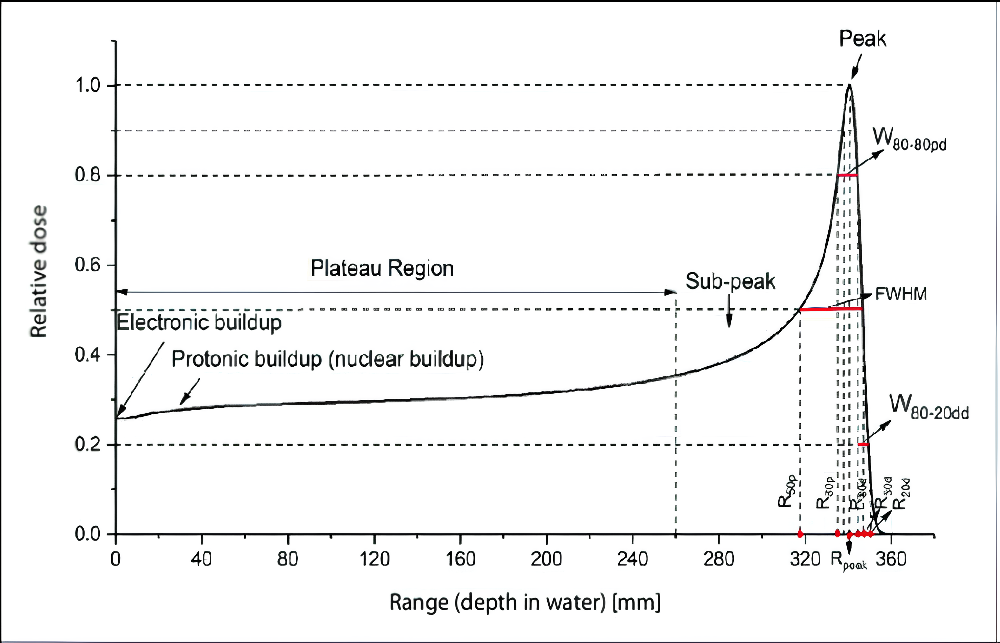 Peak
1.0
W80-80pd
0.8
Relative dose
0.6
Plateau Region
Sub-peak
FWHM
Electronic buildup
0.4
Protonic buildup (nuclear buildup)
W80-20dd
0.2
R50p
R50d
R20d
0.0
0 40 80 120 160 200 240 280 320 Rpeak 360
Range (depth in water) [mm]